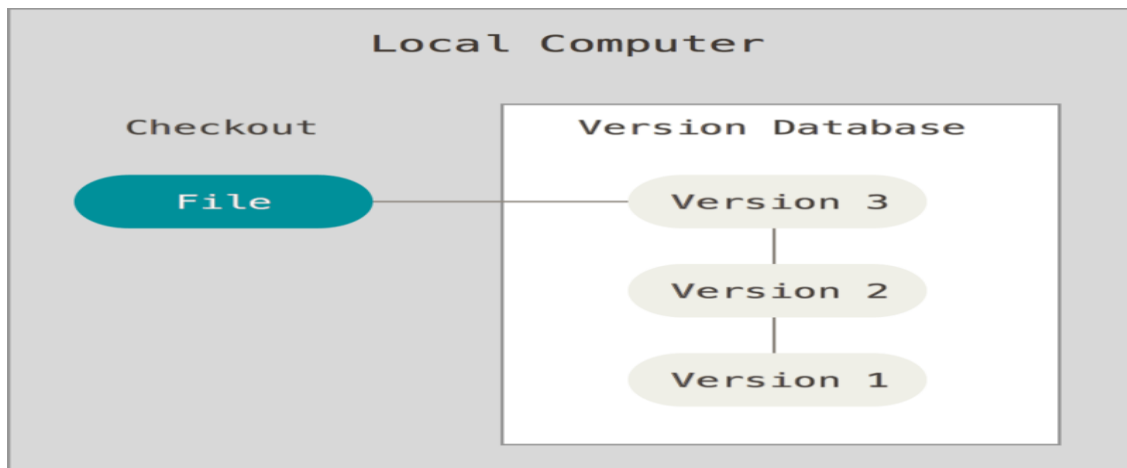 Local Computer
Checkout
Version Database
File
Version 3
Version 2
Version 1